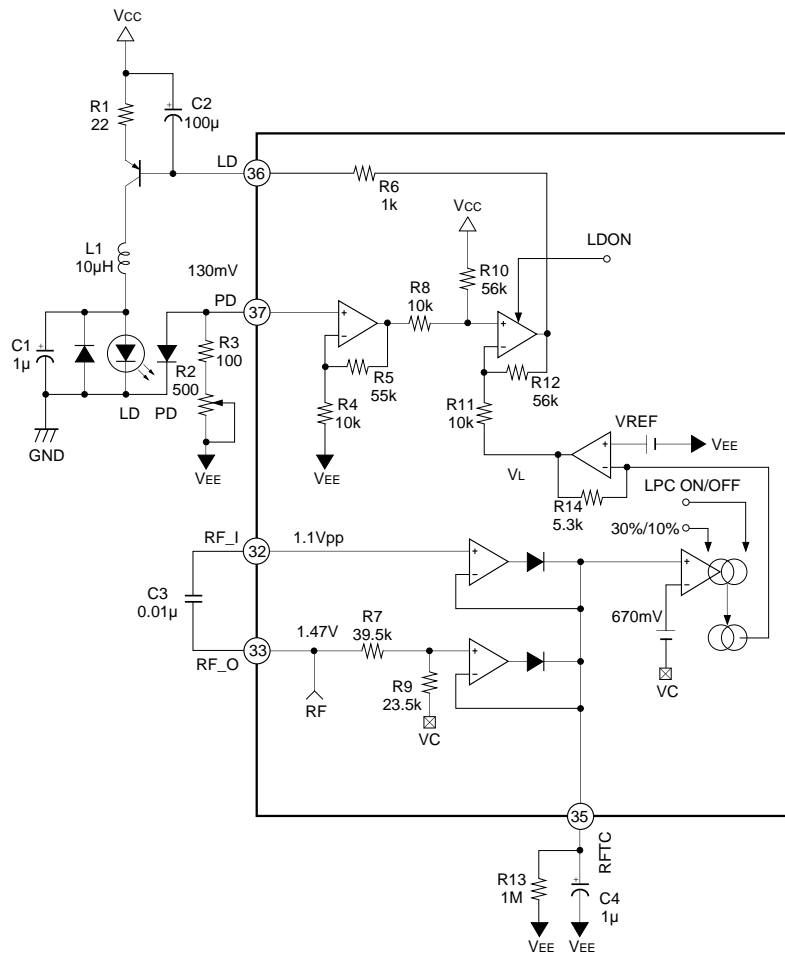 VCC
R1
22
C2
100µ
LD
36
R6
1k
VCC
LDON
L1
10µH
130mV
PD
37
R8
10k
R10
56k
R3
100
R2
500
C1
1µ
LD
PD
GND
VEE
R5
55k
R4
10k
VEE
R12
56k
R11
10k
VREF
VEE
VL
R14
5.3k
LPC ON/OFF
30%/10%
RF_I
32
1.1Vpp
C3
0.01µ
670mV
VC
33
RF_O
1.47V
R7
39.5k
R9
23.5k
RF
VC
35
RFTC
R13
1M
C4
1µ
VEE
VEE